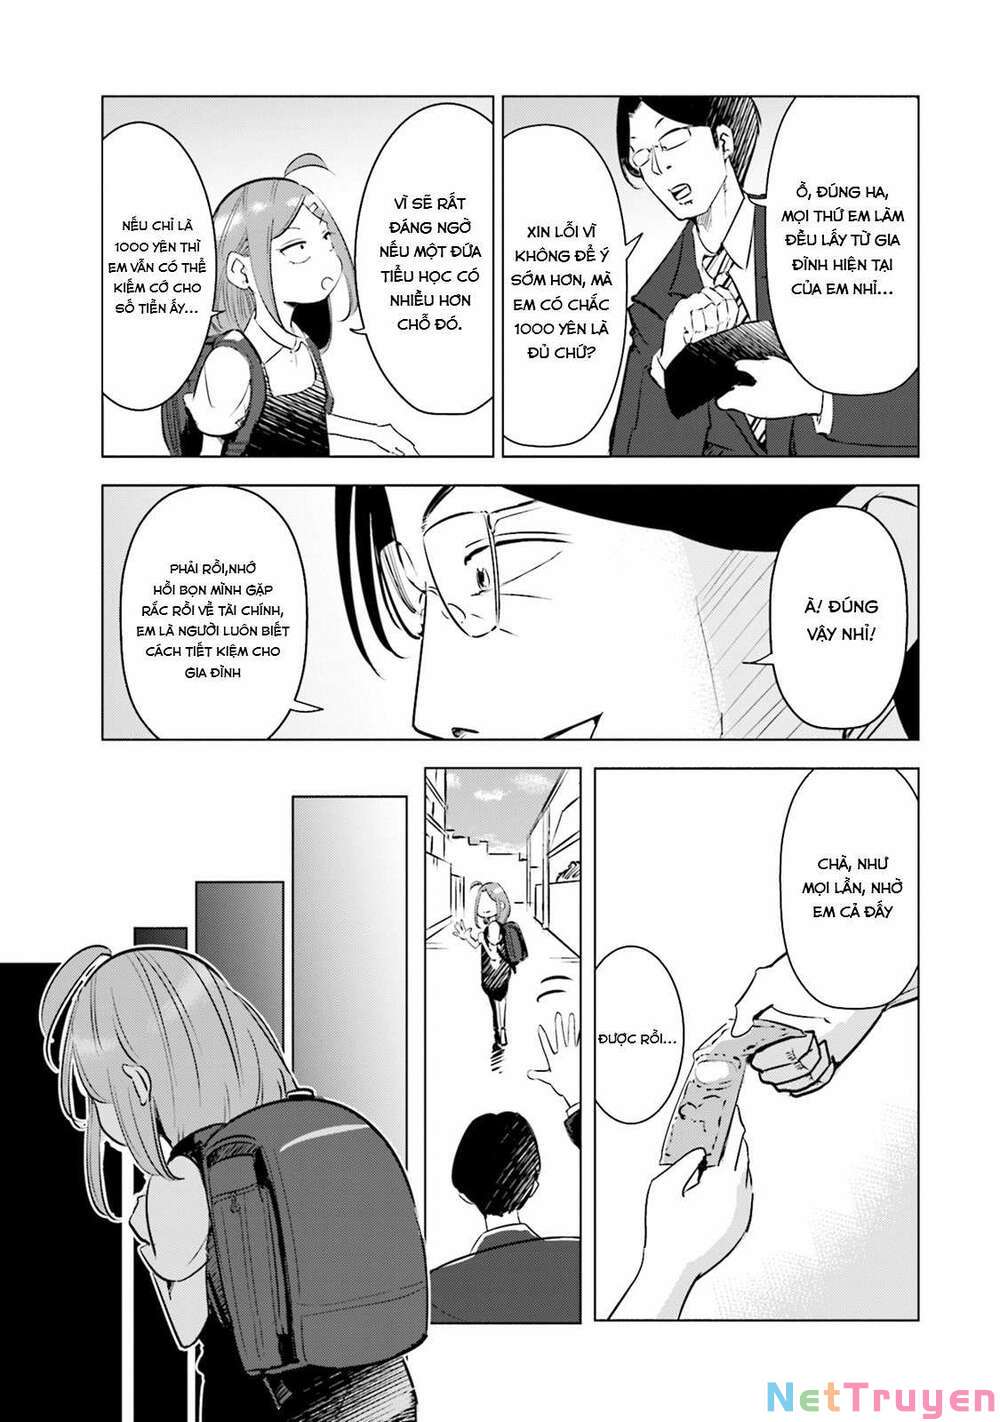 Ồ, ĐÚNG HA,
MỌI THỨ EM LÀM
ĐỀU LẤY TỪ GIA
ĐÌNH HIỆN TẠI
CỦA EM NHỈ...
XIN LỖI VÌ
KHÔNG ĐỂ Ý
SỚM HƠN, MÀ
EM CÓ CHẮC
1000 YÊN LÀ
ĐỦ CHỨ?
VÌ SẼ RẤT
ĐÁNG NGỜ
NẾU MỘT ĐỨA
TIỂU HỌC CÓ
NHIỀU HƠN
CHỖ ĐÓ.
NẾU CHỈ LÀ
1000 YÊN THÌ
EM VẪN CÓ THỂ
KIẾM CỚ CHO
SỐ TIỀN ẤY...
À! ĐÚNG
VẬY NHỈ!
PHẢI RỒI,NHỚ
HỒI BỌN MÌNH GẶP
RẮC RỒI VỀ TÀI CHÍNH,
EM LÀ NGƯỜI LUÔN BIẾT
CÁCH TIẾT KIỆM CHO
GIA ĐÌNH
CHÀ, NHƯ
MỌI LẦN, NHỜ
EM CẢ ĐẤY
ĐƯỢC RỒI...
NetTruyen